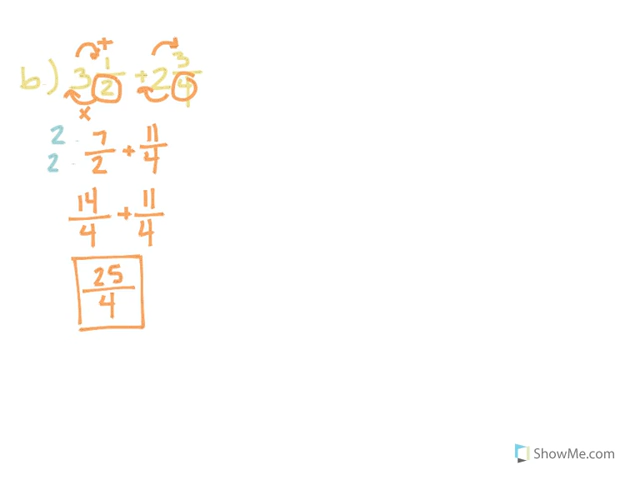 b.) 3 1/2 + 2 3/4
+
x
2/2 · 7/2 + 11/4
14/4 + 11/4
25/4
ShowMe.com